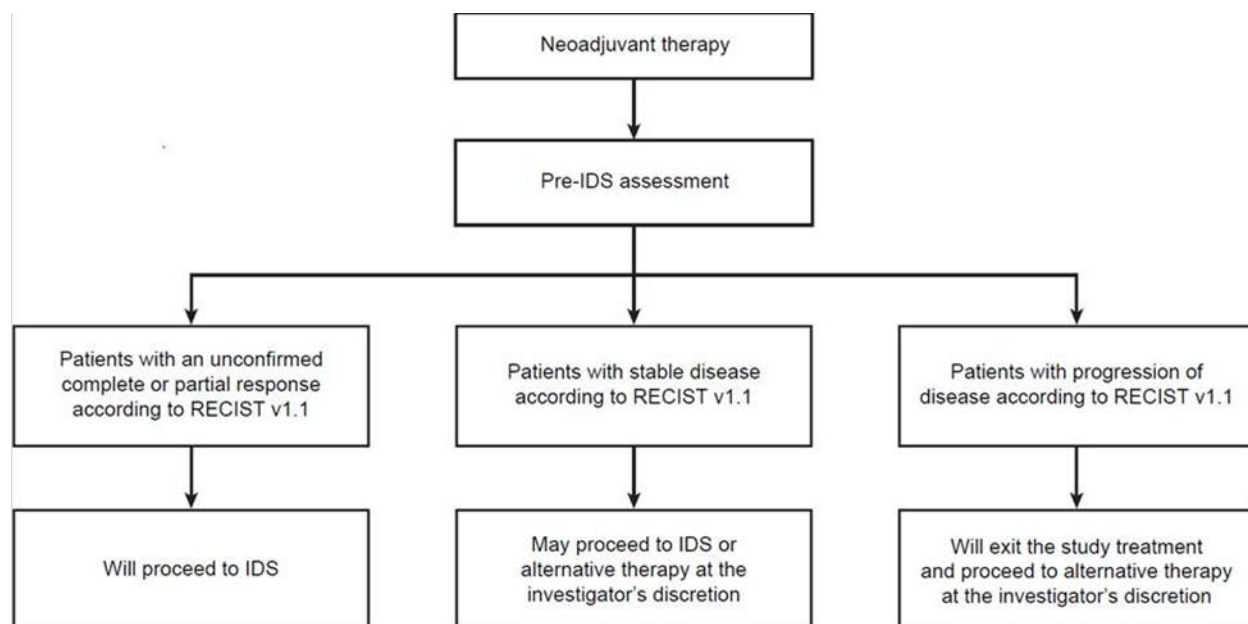 Neoadjuvant therapy
Pre-IDS assessment
Patients with an unconfirmed
complete or partial response
according to RECIST v1.1
Patients with stable disease
according to RECIST v1.1
Patients with progression of
disease according to RECIST v1.1
Will proceed to IDS
May proceed to IDS or
alternative therapy at the
investigator's discretion
Will exit the study treatment
and proceed to alternative therapy
at the investigator's discretion